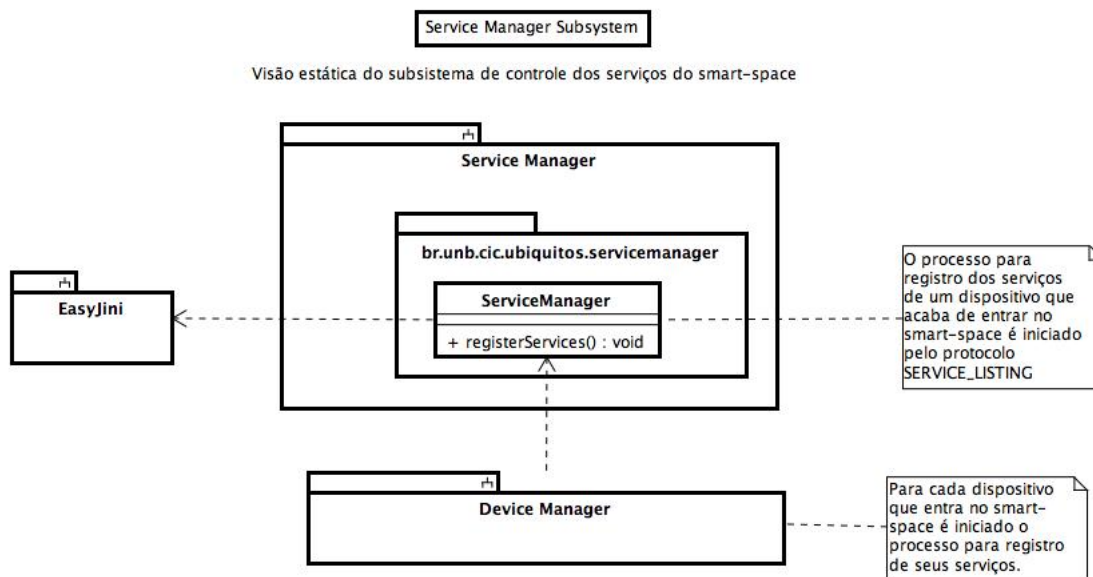 Service Manager Subsystem
Visão estática do subsistema de controle dos serviços do smart-space
Service Manager
br.unb.cic.ubiquitos.servicemanager
ServiceManager
+ registerServices() : void
EasyJini
O processo para
registro dos serviços
de um dispositivo que
acaba de entrar no
smart-space é iniciado
pelo protocolo
SERVICE_LISTING
Device Manager
Para cada dispositivo
que entra no smart-
space é iniciado o
processo para registro
de seus serviços.